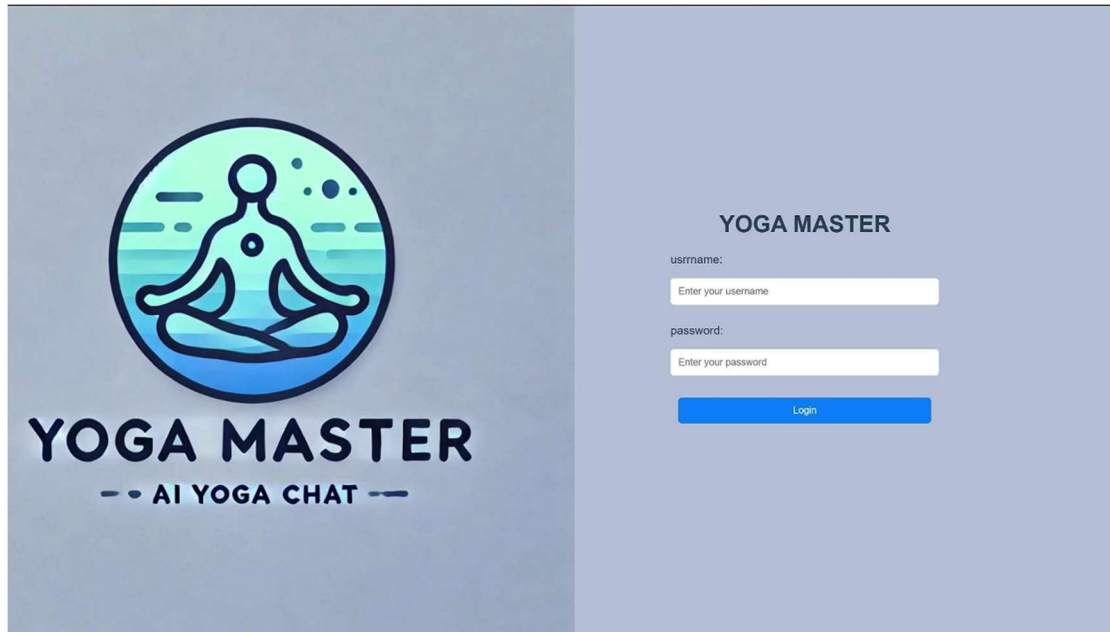 YOGA MASTER
AI YOGA CHAT
YOGA MASTER
usrrname:
Enter your username
password:
Enter your password
Login